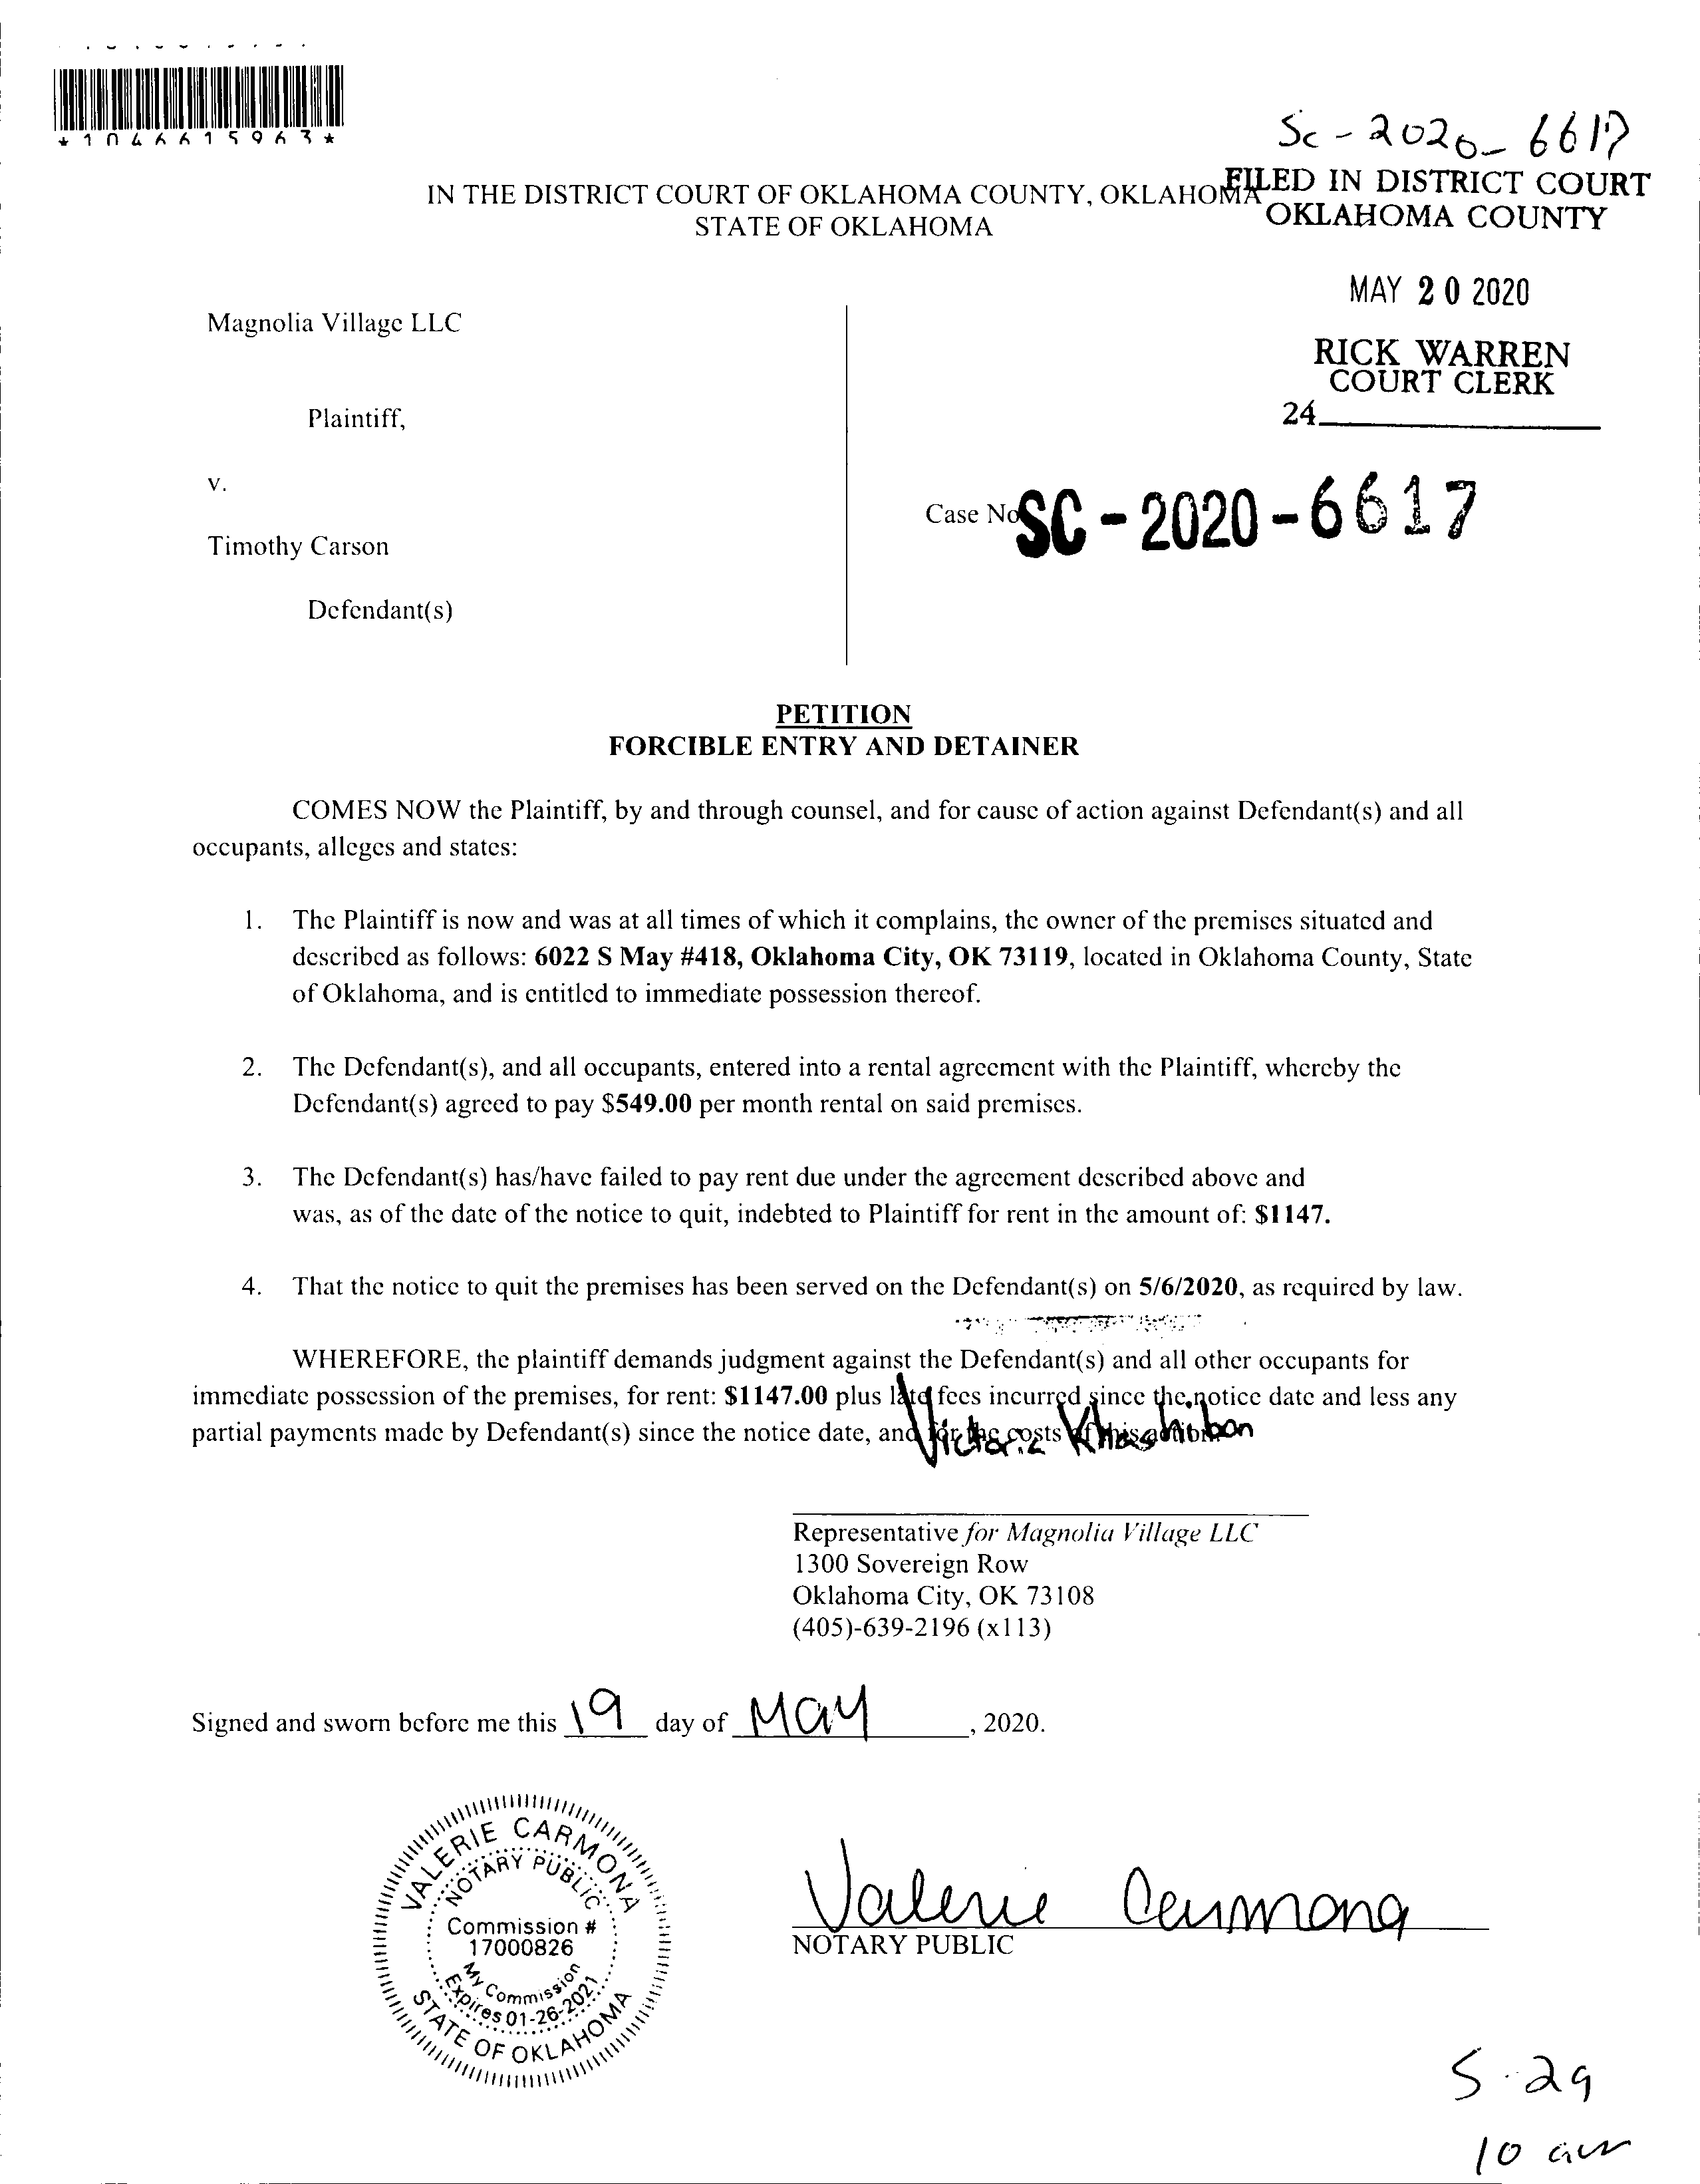 *1046615963*
Sc - 2020 - 6617
FILED IN DISTRICT COURT
OKLAHOMA COUNTY
IN THE DISTRICT COURT OF OKLAHOMA COUNTY, OKLAHOMA
STATE OF OKLAHOMA
MAY 20 2020
RICK WARREN
COURT CLERK
24
Magnolia Village LLC
Plaintiff,
v.
Case No SC-2020-6617
Timothy Carson
Defendant(s)
PETITION
FORCIBLE ENTRY AND DETAINER
COMES NOW the Plaintiff, by and through counsel, and for cause of action against Defendant(s) and all
occupants, alleges and states:
1. The Plaintiff is now and was at all times of which it complains, the owner of the premises situated and
described as follows: 6022 S May #418, Oklahoma City, OK 73119, located in Oklahoma County, State
of Oklahoma, and is entitled to immediate possession thereof.
2. The Defendant(s), and all occupants, entered into a rental agreement with the Plaintiff, whereby the
Defendant(s) agreed to pay $549.00 per month rental on said premises.
3. The Defendant(s) has/have failed to pay rent due under the agreement described above and
was, as of the date of the notice to quit, indebted to Plaintiff for rent in the amount of: $1147.
4. That the notice to quit the premises has been served on the Defendant(s) on 5/6/2020, as required by law.
WHEREFORE, the plaintiff demands judgment against the Defendant(s) and all other occupants for
immediate possession of the premises, for rent: $1147.00 plus late fees incurred since the notice date and less any
partial payments made by Defendant(s) since the notice date, and for the costs of this action.
Victoria Khashibon
Representative for Magnolia Village LLC
1300 Sovereign Row
Oklahoma City, OK 73108
(405)-639-2196 (x113)
Signed and sworn before me this 19 day of May, 2020.
VALERIE CARMONA
NOTARY PUBLIC
Commission #
17000826
My Commission
Expires 01-26-2021
STATE OF OKLAHOMA
Valerie Carmona
NOTARY PUBLIC
5-29
10 am